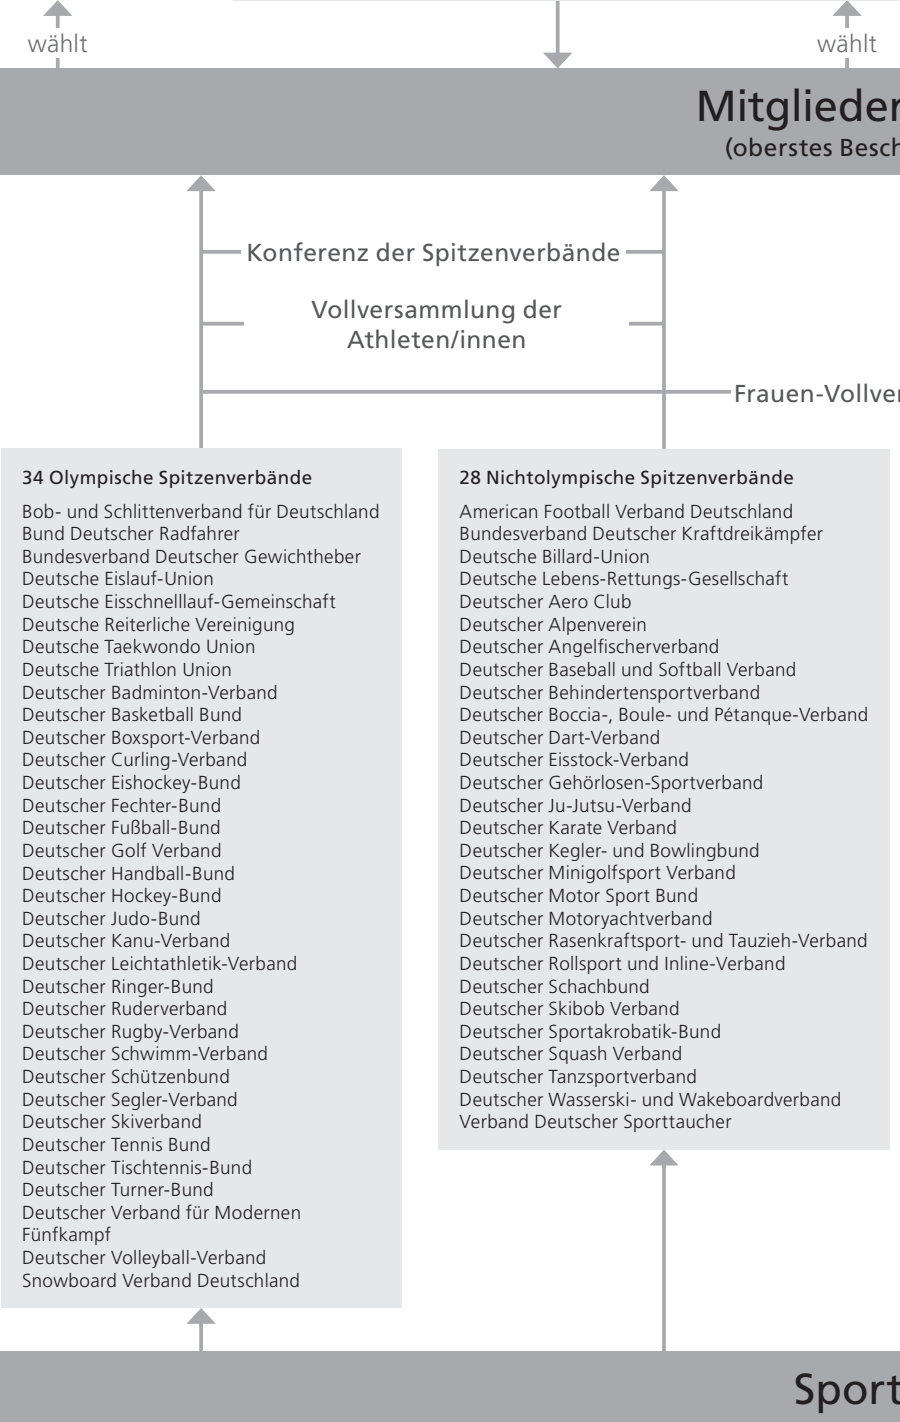 wählt
wählt
Mitglieder
(oberstes Besch
Konferenz der Spitzenverbände
Vollversammlung der
Athleten/innen
Frauen-Vollver
34 Olympische Spitzenverbände
Bob- und Schlittenverband für Deutschland
Bund Deutscher Radfahrer
Bundesverband Deutscher Gewichtheber
Deutsche Eislauf-Union
Deutsche Eisschnelllauf-Gemeinschaft
Deutsche Reiterliche Vereinigung
Deutsche Taekwondo Union
Deutsche Triathlon Union
Deutscher Badminton-Verband
Deutscher Basketball Bund
Deutscher Boxsport-Verband
Deutscher Curling-Verband
Deutscher Eishockey-Bund
Deutscher Fechter-Bund
Deutscher Fußball-Bund
Deutscher Golf Verband
Deutscher Handball-Bund
Deutscher Hockey-Bund
Deutscher Judo-Bund
Deutscher Kanu-Verband
Deutscher Leichtathletik-Verband
Deutscher Ringer-Bund
Deutscher Ruderverband
Deutscher Rugby-Verband
Deutscher Schwimm-Verband
Deutscher Schützenbund
Deutscher Segler-Verband
Deutscher Skiverband
Deutscher Tennis Bund
Deutscher Tischtennis-Bund
Deutscher Turner-Bund
Deutscher Verband für Modernen
Fünfkampf
Deutscher Volleyball-Verband
Snowboard Verband Deutschland
28 Nichtolympische Spitzenverbände
American Football Verband Deutschland
Bundesverband Deutscher Kraftdreikämpfer
Deutsche Billard-Union
Deutsche Lebens-Rettungs-Gesellschaft
Deutscher Aero Club
Deutscher Alpenverein
Deutscher Angelfischerverband
Deutscher Baseball und Softball Verband
Deutscher Behindertensportverband
Deutscher Boccia-, Boule- und Pétanque-Verband
Deutscher Dart-Verband
Deutscher Eisstock-Verband
Deutscher Gehörlosen-Sportverband
Deutscher Ju-Jutsu-Verband
Deutscher Karate Verband
Deutscher Kegler- und Bowlingbund
Deutscher Minigolfsport Verband
Deutscher Motor Sport Bund
Deutscher Motoryachtverband
Deutscher Rasenkraftsport- und Tauzieh-Verband
Deutscher Rollsport und Inline-Verband
Deutscher Schachbund
Deutscher Skibob Verband
Deutscher Sportakrobatik-Bund
Deutscher Squash Verband
Deutscher Tanzsportverband
Deutscher Wasserski- und Wakeboardverband
Verband Deutscher Sporttaucher
Sport